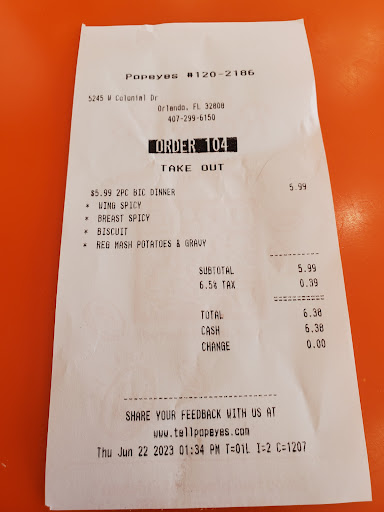 Popeyes #120-2186
5245 W Colonial Dr
Orlando, FL 32808
407-299-6150
ORDER 104
TAKE OUT
$5.99 2PC BIC DINNER 5.99
* WING SPICY
* BREAST SPICY
* BISCUIT
* REG MASH POTATOES & GRAVY
SUBTOTAL 5.99
6.5% TAX 0.39
TOTAL 6.38
CASH 6.38
CHANGE 0.00
SHARE YOUR FEEDBACK WITH US AT
www.tellpopeyes.com
Thu Jun 22 2023 01:34 PM T=01L I=2 C=1207